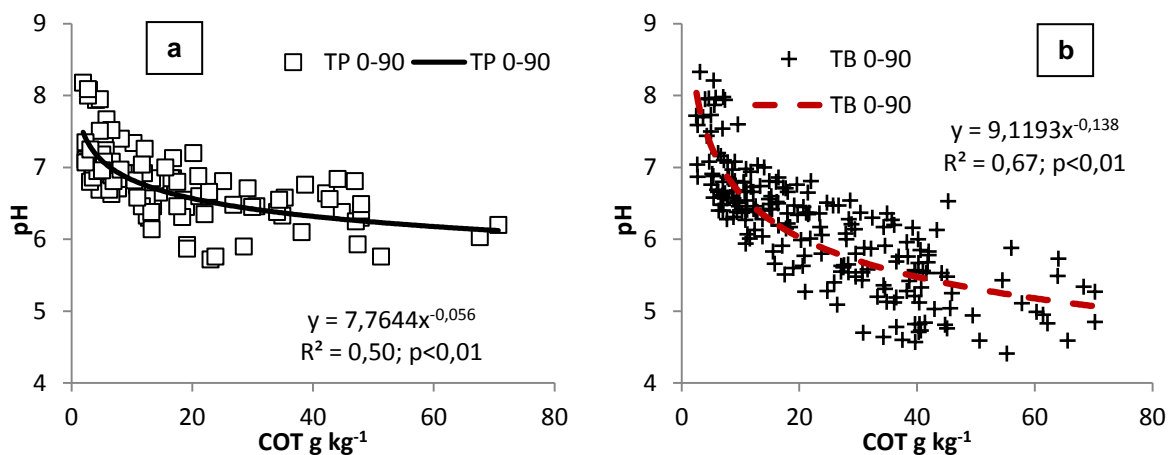 a
TP 0-90
TP 0-90
y = 7,7644x^-0,056
R² = 0,50; p<0,01
9
8
7
6
5
4
pH
0
20
40
60
80
COT g kg⁻¹
b
TB 0-90
TB 0-90
y = 9,1193x^-0,138
R² = 0,67; p<0,01
9
8
7
6
5
4
pH
0
20
40
60
80
COT g kg⁻¹